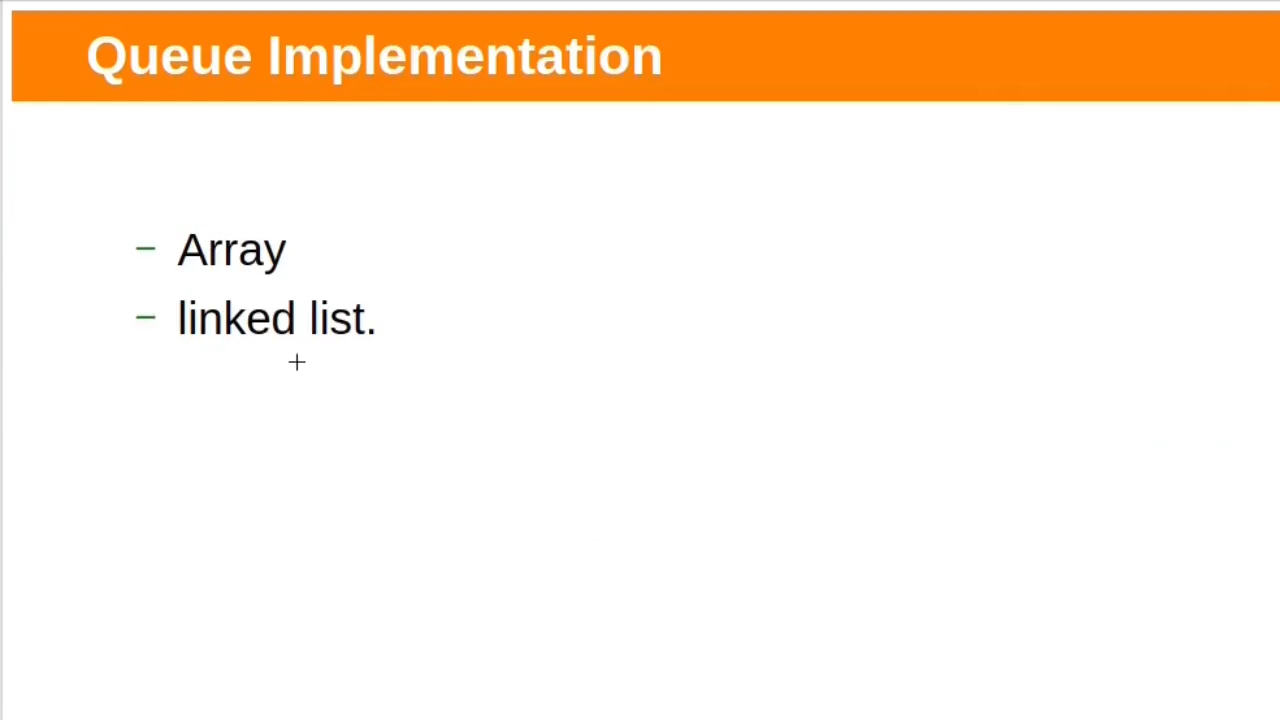 Queue Implementation
– Array
– linked list.